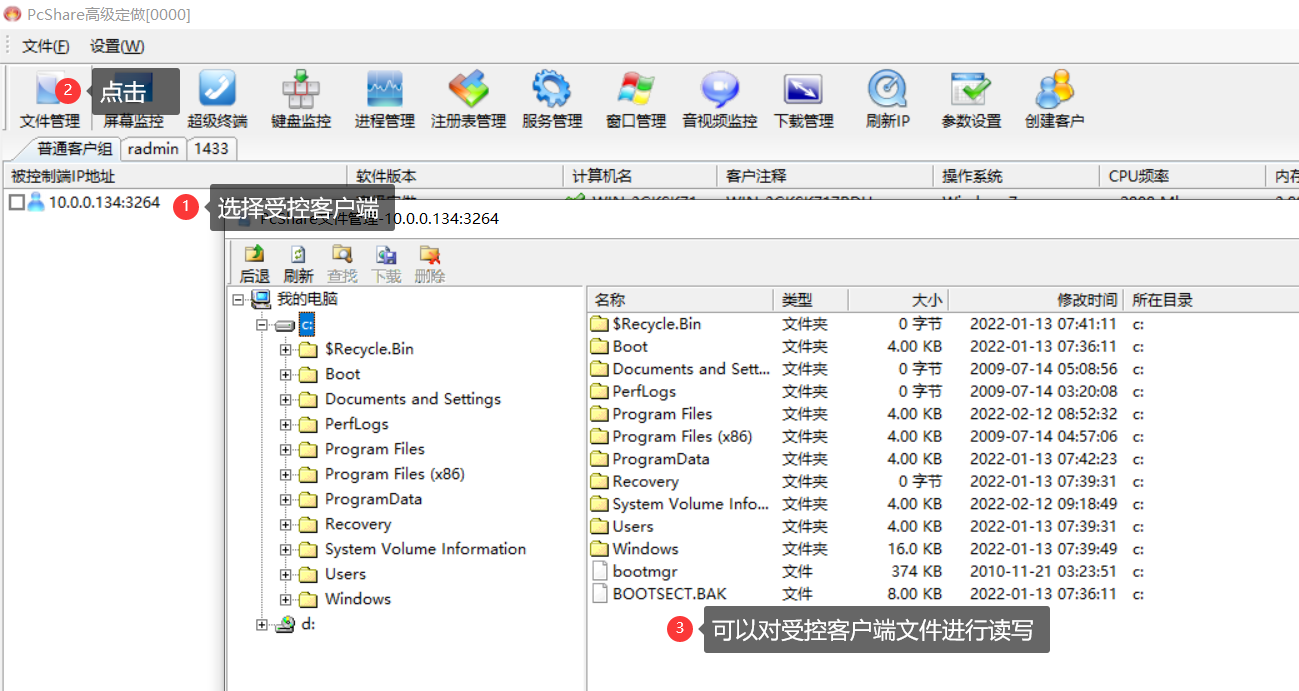 PcShare高级定做[0000]
文件(F) 设置(W)
2 点击
文件管理 屏幕监控 超级终端 键盘监控 进程管理 注册表管理 服务管理 窗口管理 音视频监控 下载管理 刷新IP 参数设置 创建客户
普通客户组 radmin 1433
被控制端IP地址 软件版本 计算机名 客户注释 操作系统 CPU频率 内存
10.0.0.134:3264
1 选择受控客户端
PcShare文件管理-10.0.0.134:3264
后退 刷新 查找 下载 删除
我的电脑
c:
$Recycle.Bin
Boot
Documents and Settings
PerfLogs
Program Files
Program Files (x86)
ProgramData
Recovery
System Volume Information
Users
Windows
d:
名称 类型 大小 修改时间 所在目录
$Recycle.Bin 文件夹 0 字节 2022-01-13 07:41:11 c:
Boot 文件夹 4.00 KB 2022-01-13 07:36:11 c:
Documents and Sett... 文件夹 0 字节 2009-07-14 05:08:56 c:
PerfLogs 文件夹 0 字节 2009-07-14 03:20:08 c:
Program Files 文件夹 4.00 KB 2022-02-12 08:52:32 c:
Program Files (x86) 文件夹 4.00 KB 2009-07-14 04:57:06 c:
ProgramData 文件夹 4.00 KB 2022-01-13 07:42:23 c:
Recovery 文件夹 0 字节 2022-01-13 07:39:31 c:
System Volume Info... 文件夹 4.00 KB 2022-02-12 09:18:49 c:
Users 文件夹 4.00 KB 2022-01-13 07:39:31 c:
Windows 文件夹 16.0 KB 2022-01-13 07:39:49 c:
bootmgr 文件 374 KB 2010-11-21 03:23:51 c:
BOOTSECT.BAK 文件 8.00 KB 2022-01-13 07:36:11 c:
3 可以对受控客户端文件进行读写